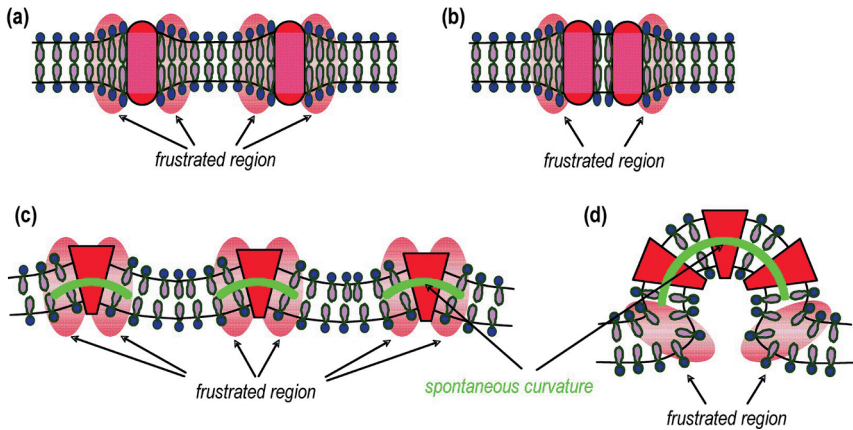 (a)
(b)
frustrated region
frustrated region
(c)
(d)
frustrated region
spontaneous curvature
frustrated region